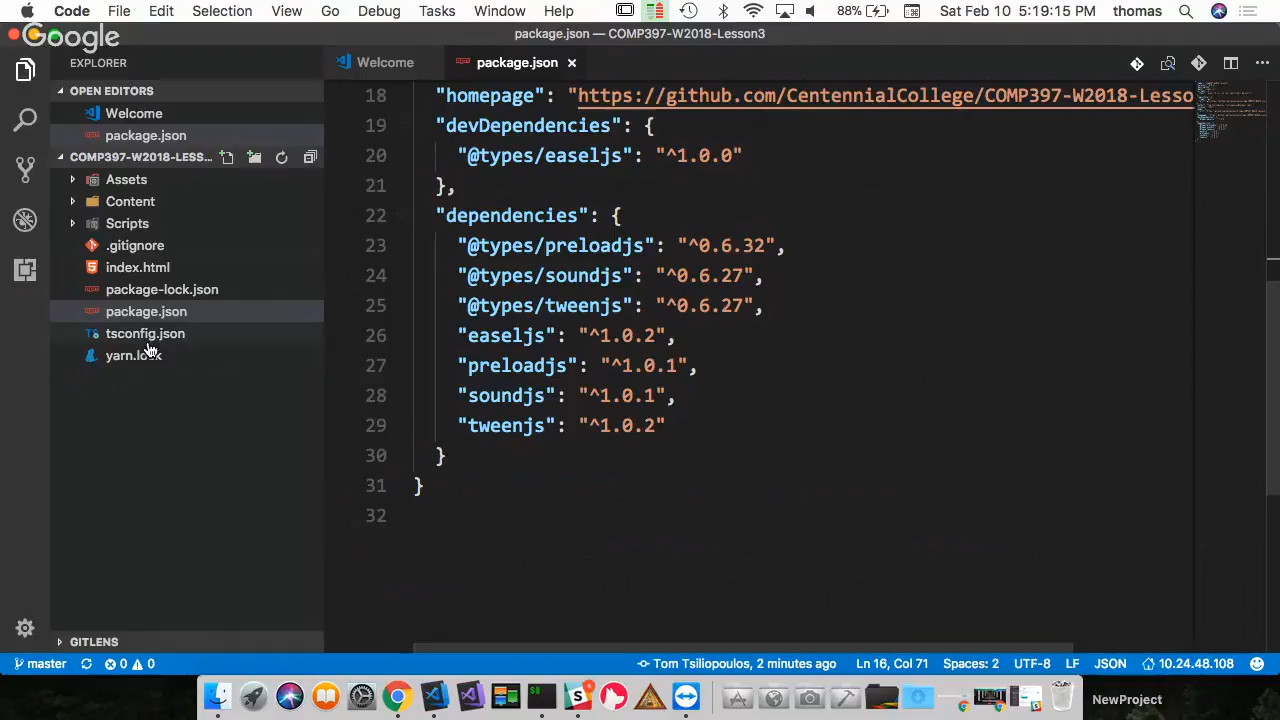 Code File Edit Selection View Go Debug Tasks Window Help 88% Sat Feb 10 5:19:15 PM thomas
Google
package.json — COMP397-W2018-Lesson3
EXPLORER
Welcome package.json
OPEN EDITORS
Welcome
package.json
COMP397-W2018-LESS...
Assets
Content
Scripts
.gitignore
index.html
package-lock.json
package.json
tsconfig.json
yarn.lock
GITLENS
18 "homepage": "https://github.com/CentennialCollege/COMP397-W2018-Lesso
19 "devDependencies": {
20 "@types/easeljs": "^1.0.0"
21 },
22 "dependencies": {
23 "@types/preloadjs": "^0.6.32",
24 "@types/soundjs": "^0.6.27",
25 "@types/tweenjs": "^0.6.27",
26 "easeljs": "^1.0.2",
27 "preloadjs": "^1.0.1",
28 "soundjs": "^1.0.1",
29 "tweenjs": "^1.0.2"
30 }
31 }
32
master 0 0 Tom Tsiliopoulos, 2 minutes ago Ln 16, Col 71 Spaces: 2 UTF-8 LF JSON 10.24.48.108
NewProject